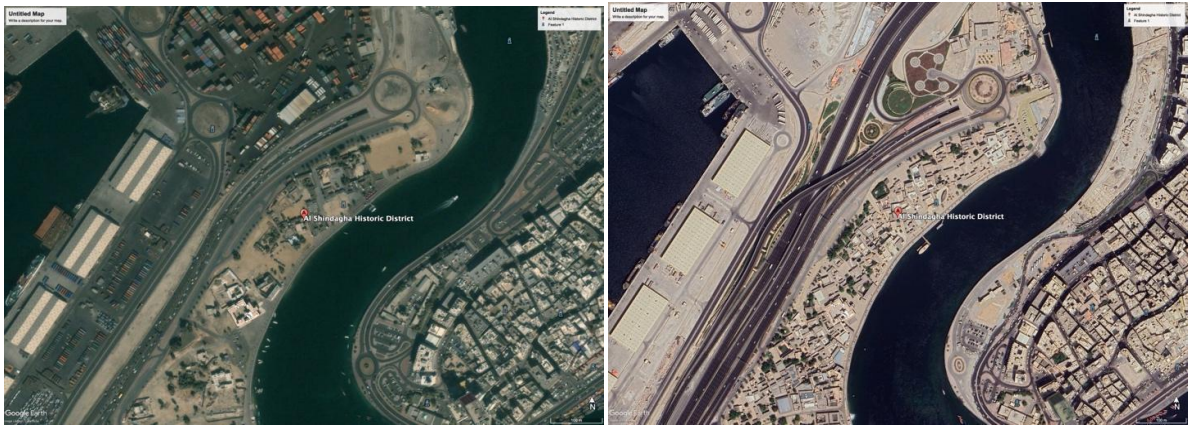 Untitled Map
Write a description for your map.
Legend
Al Shindagha Historic District
Feature 1
Al Shindagha Historic District
Google Earth
N
Untitled Map
Write a description for your map.
Legend
Al Shindagha Historic District
Feature 1
Al Shindagha Historic District
Google Earth
N